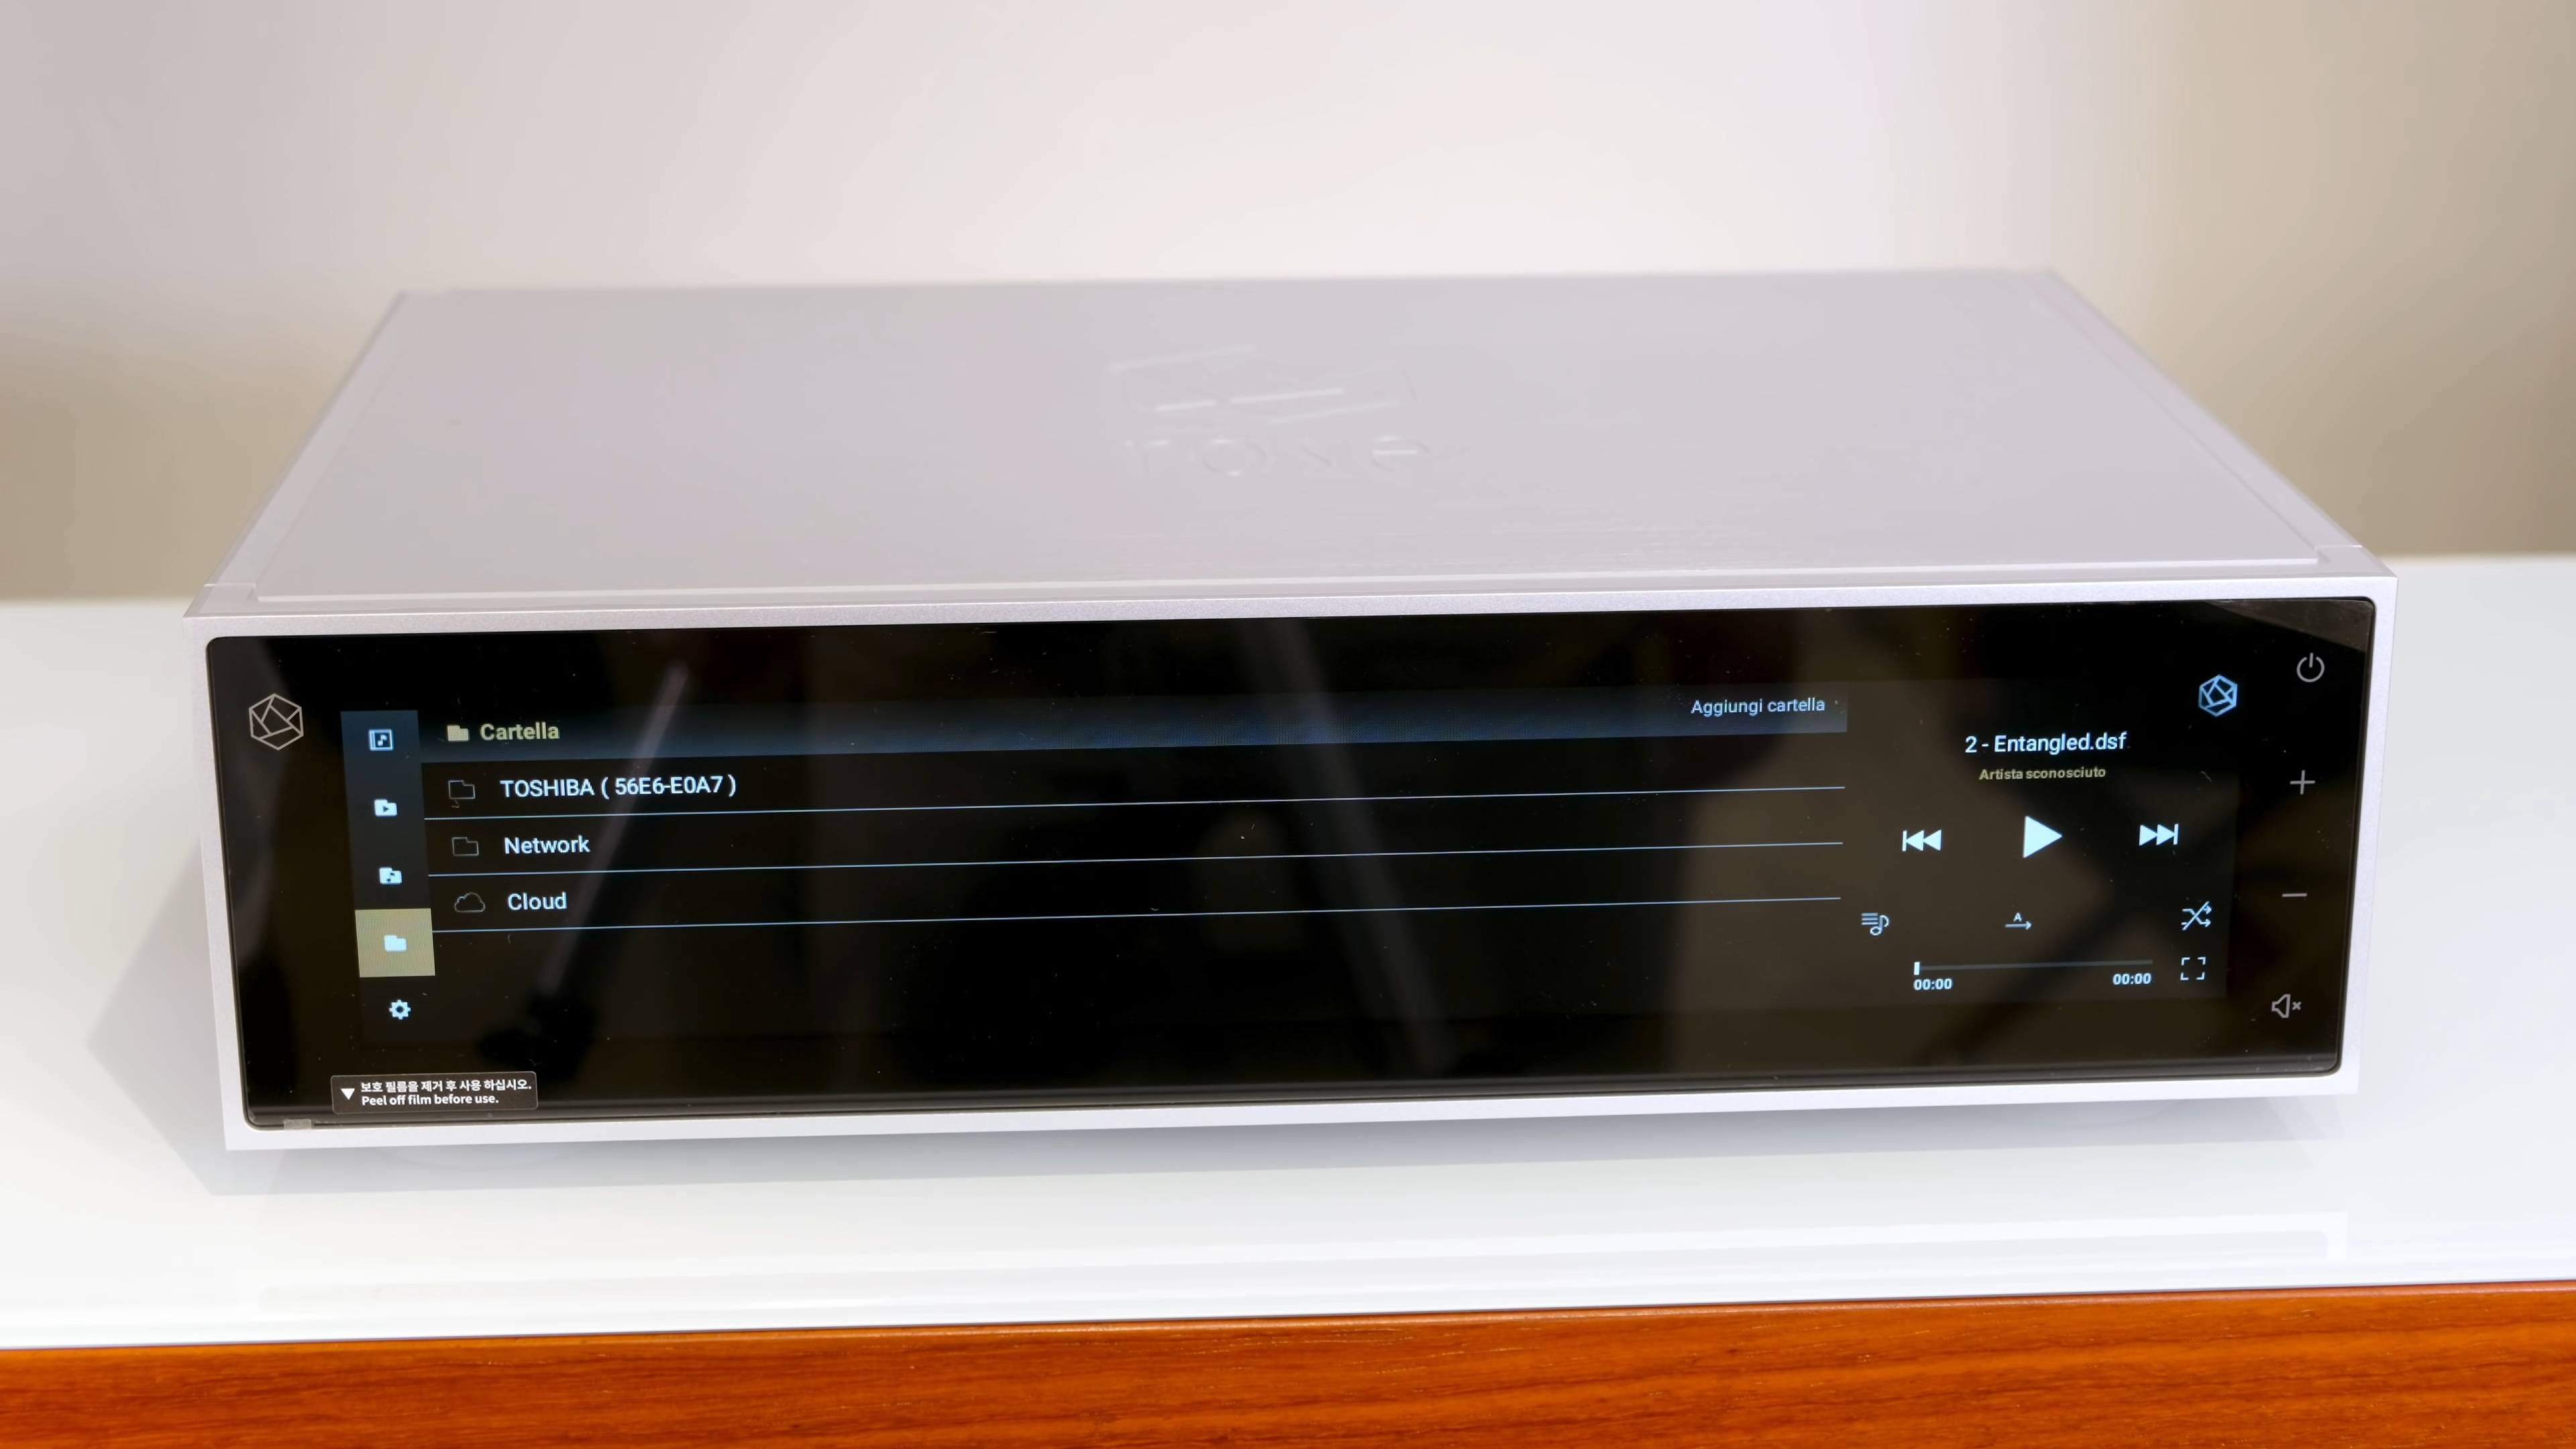 rose
Cartella
Aggiungi cartella
TOSHIBA ( 56E6-E0A7 )
Network
Cloud
2 - Entangled.dsf
Artista sconosciuto
A
00:00
00:00
보호 필름을 제거 후 사용 하십시오.
Peel off film before use.